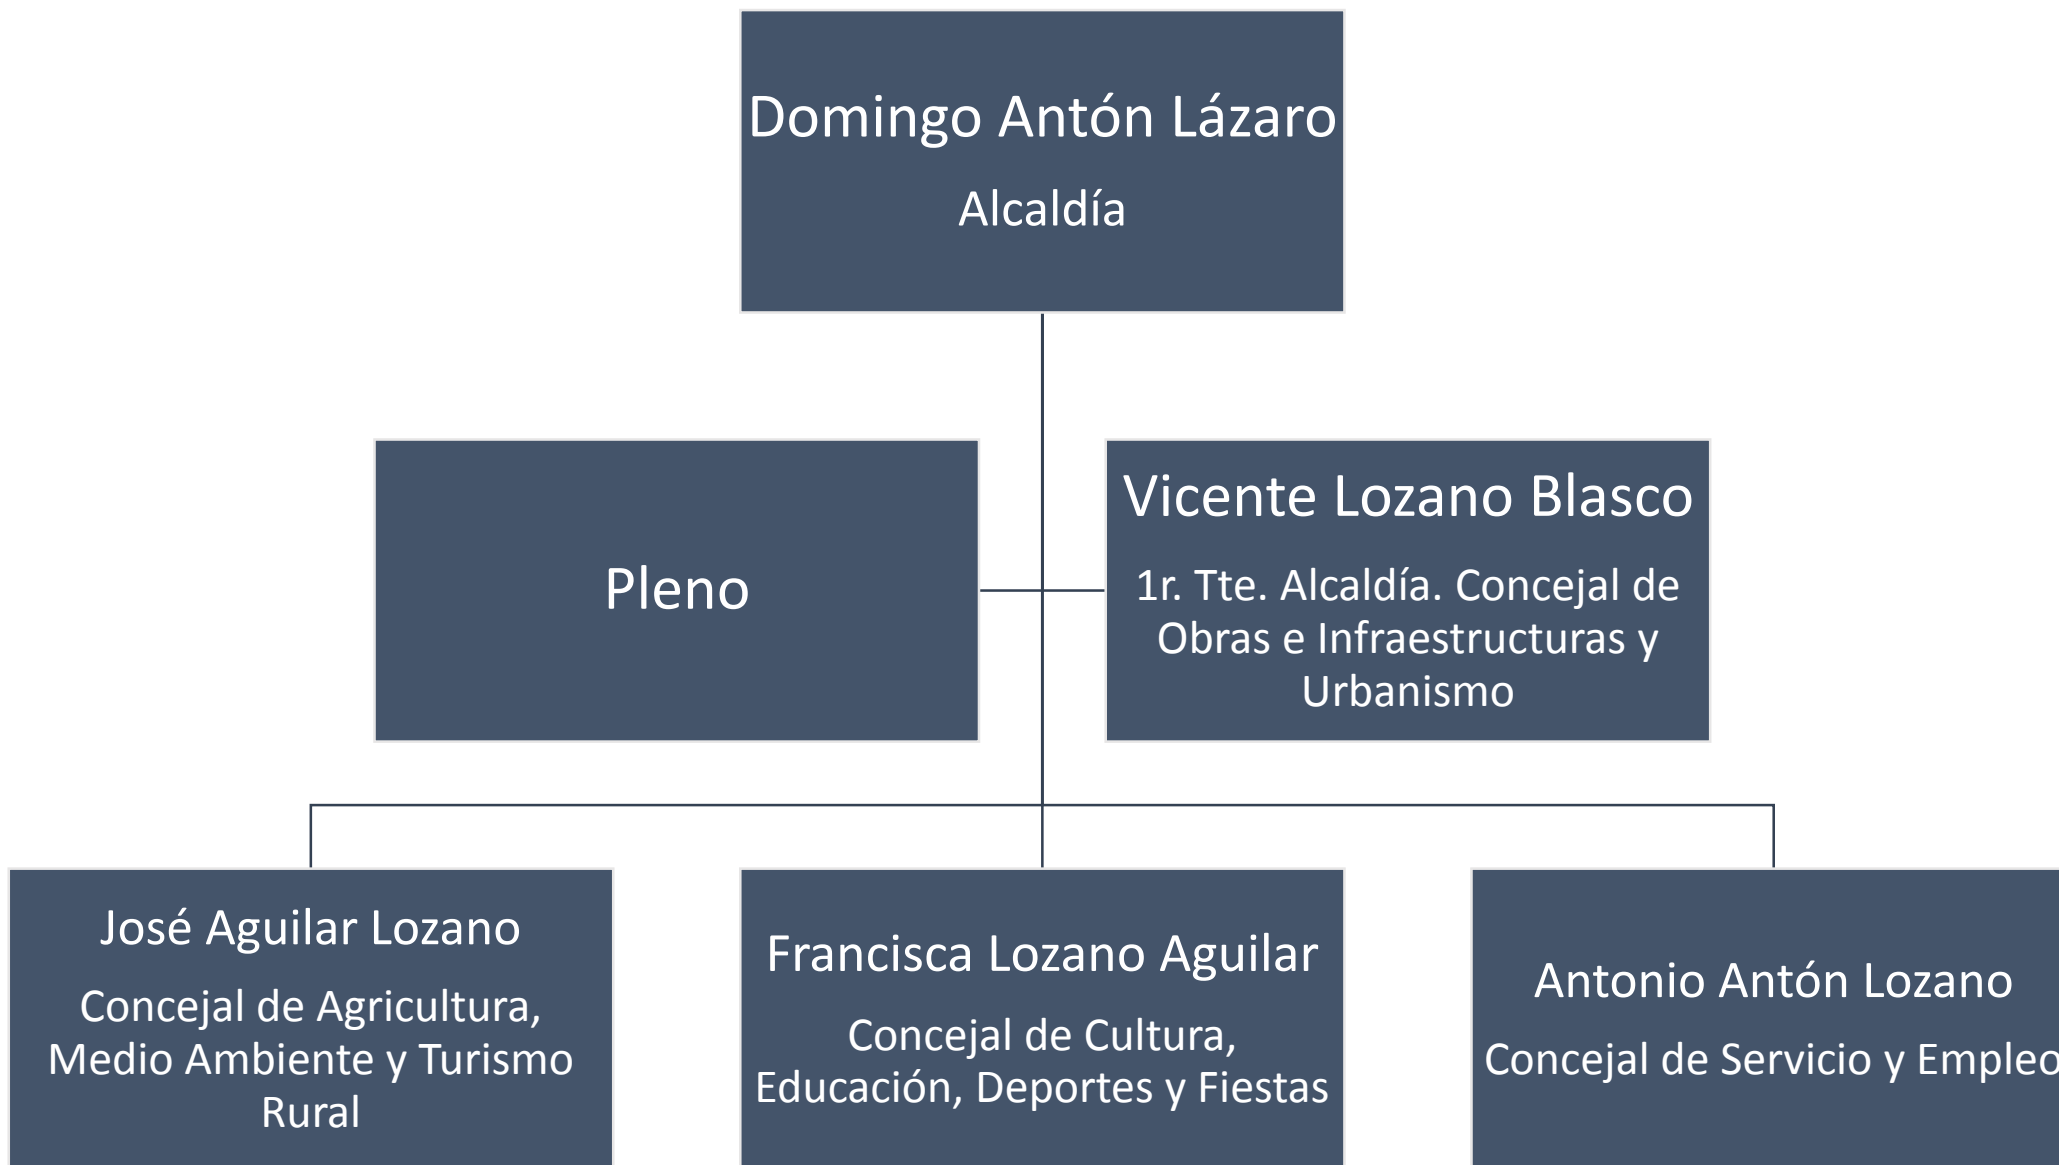 Domingo Antón Lázaro
Alcaldía
Pleno
Vicente Lozano Blasco
1r. Tte. Alcaldía. Concejal de
Obras e Infraestructuras y
Urbanismo
José Aguilar Lozano
Concejal de Agricultura,
Medio Ambiente y Turismo
Rural
Francisca Lozano Aguilar
Concejal de Cultura,
Educación, Deportes y Fiestas
Antonio Antón Lozano
Concejal de Servicio y Empleo